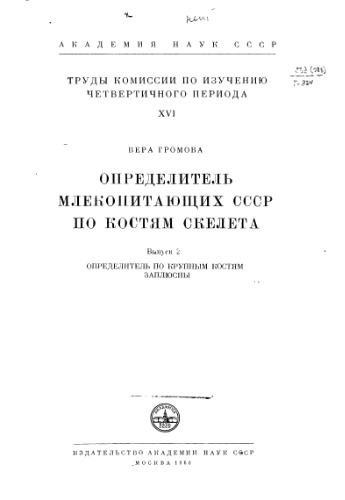 АКАДЕМИЯ НАУК СССР
ТРУДЫ КОМИССИИ ПО ИЗУЧЕНИЮ
ЧЕТВЕРТИЧНОГО ПЕРИОДА
XVI
ВЕРА ГРОМОВА
ОПРЕДЕЛИТЕЛЬ
МЛЕКОПИТАЮЩИХ СССР
ПО КОСТЯМ СКЕЛЕТА
Выпуск 2
ОПРЕДЕЛИТЕЛЬ ПО КРУПНЫМ КОСТЯМ
ЗАПЛЮСНЫ
ИЗДАТЕЛЬСТВО АКАДЕМИИ НАУК СССР
МОСКВА 1960